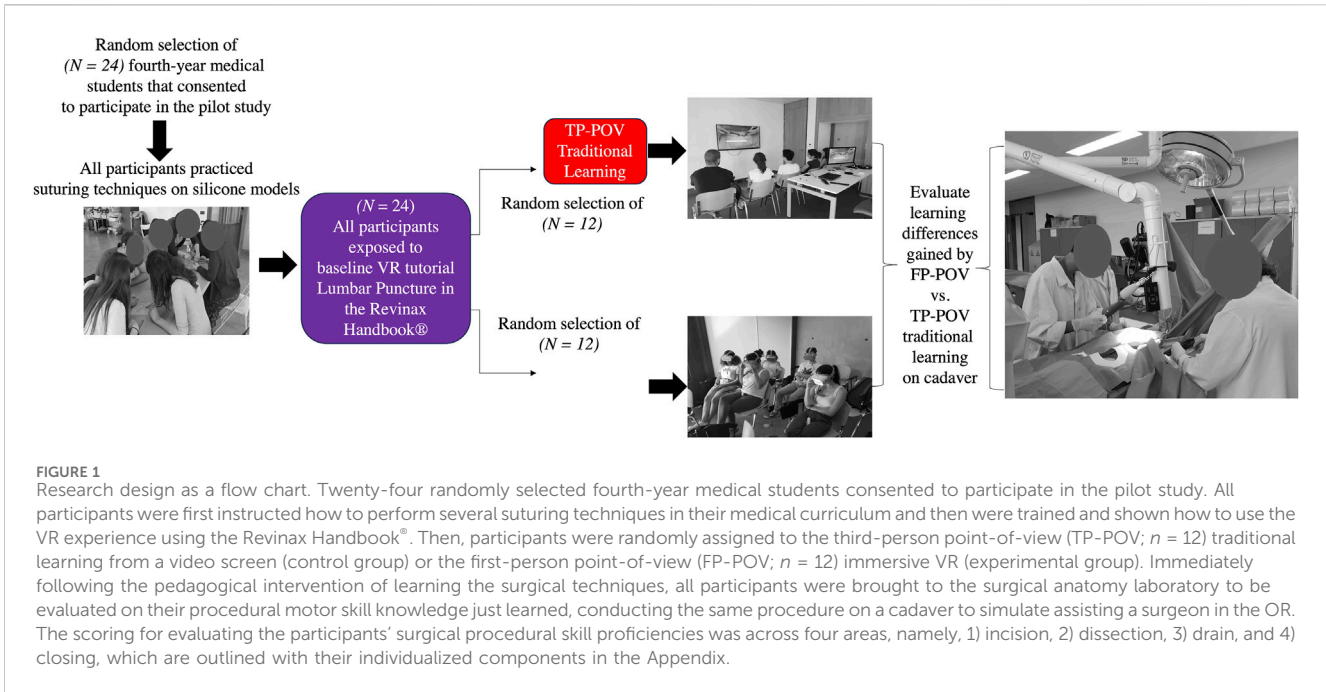 Random selection of
(N = 24) fourth-year medical
students that consented
to participate in the pilot study
All participants practiced
suturing techniques on silicone models
(N = 24)
All participants
exposed to
baseline VR tutorial
Lumbar Puncture in
the Revinax
Handbook®
TP-POV
Traditional
Learning
Random selection of
(N = 12)
Random selection of
(N = 12)
Evaluate
learning
differences
gained by
FP-POV
vs.
TP-POV
traditional
learning
on cadaver
FIGURE 1
Research design as a flow chart. Twenty-four randomly selected fourth-year medical students consented to participate in the pilot study. All
participants were first instructed how to perform several suturing techniques in their medical curriculum and then were trained and shown how to use the
VR experience using the Revinax Handbook®. Then, participants were randomly assigned to the third-person point-of-view (TP-POV; n = 12) traditional
learning from a video screen (control group) or the first-person point-of-view (FP-POV; n = 12) immersive VR (experimental group). Immediately
following the pedagogical intervention of learning the surgical techniques, all participants were brought to the surgical anatomy laboratory to be
evaluated on their procedural motor skill knowledge just learned, conducting the same procedure on a cadaver to simulate assisting a surgeon in the OR.
The scoring for evaluating the participants' surgical procedural skill proficiencies was across four areas, namely, 1) incision, 2) dissection, 3) drain, and 4)
closing, which are outlined with their individualized components in the Appendix.